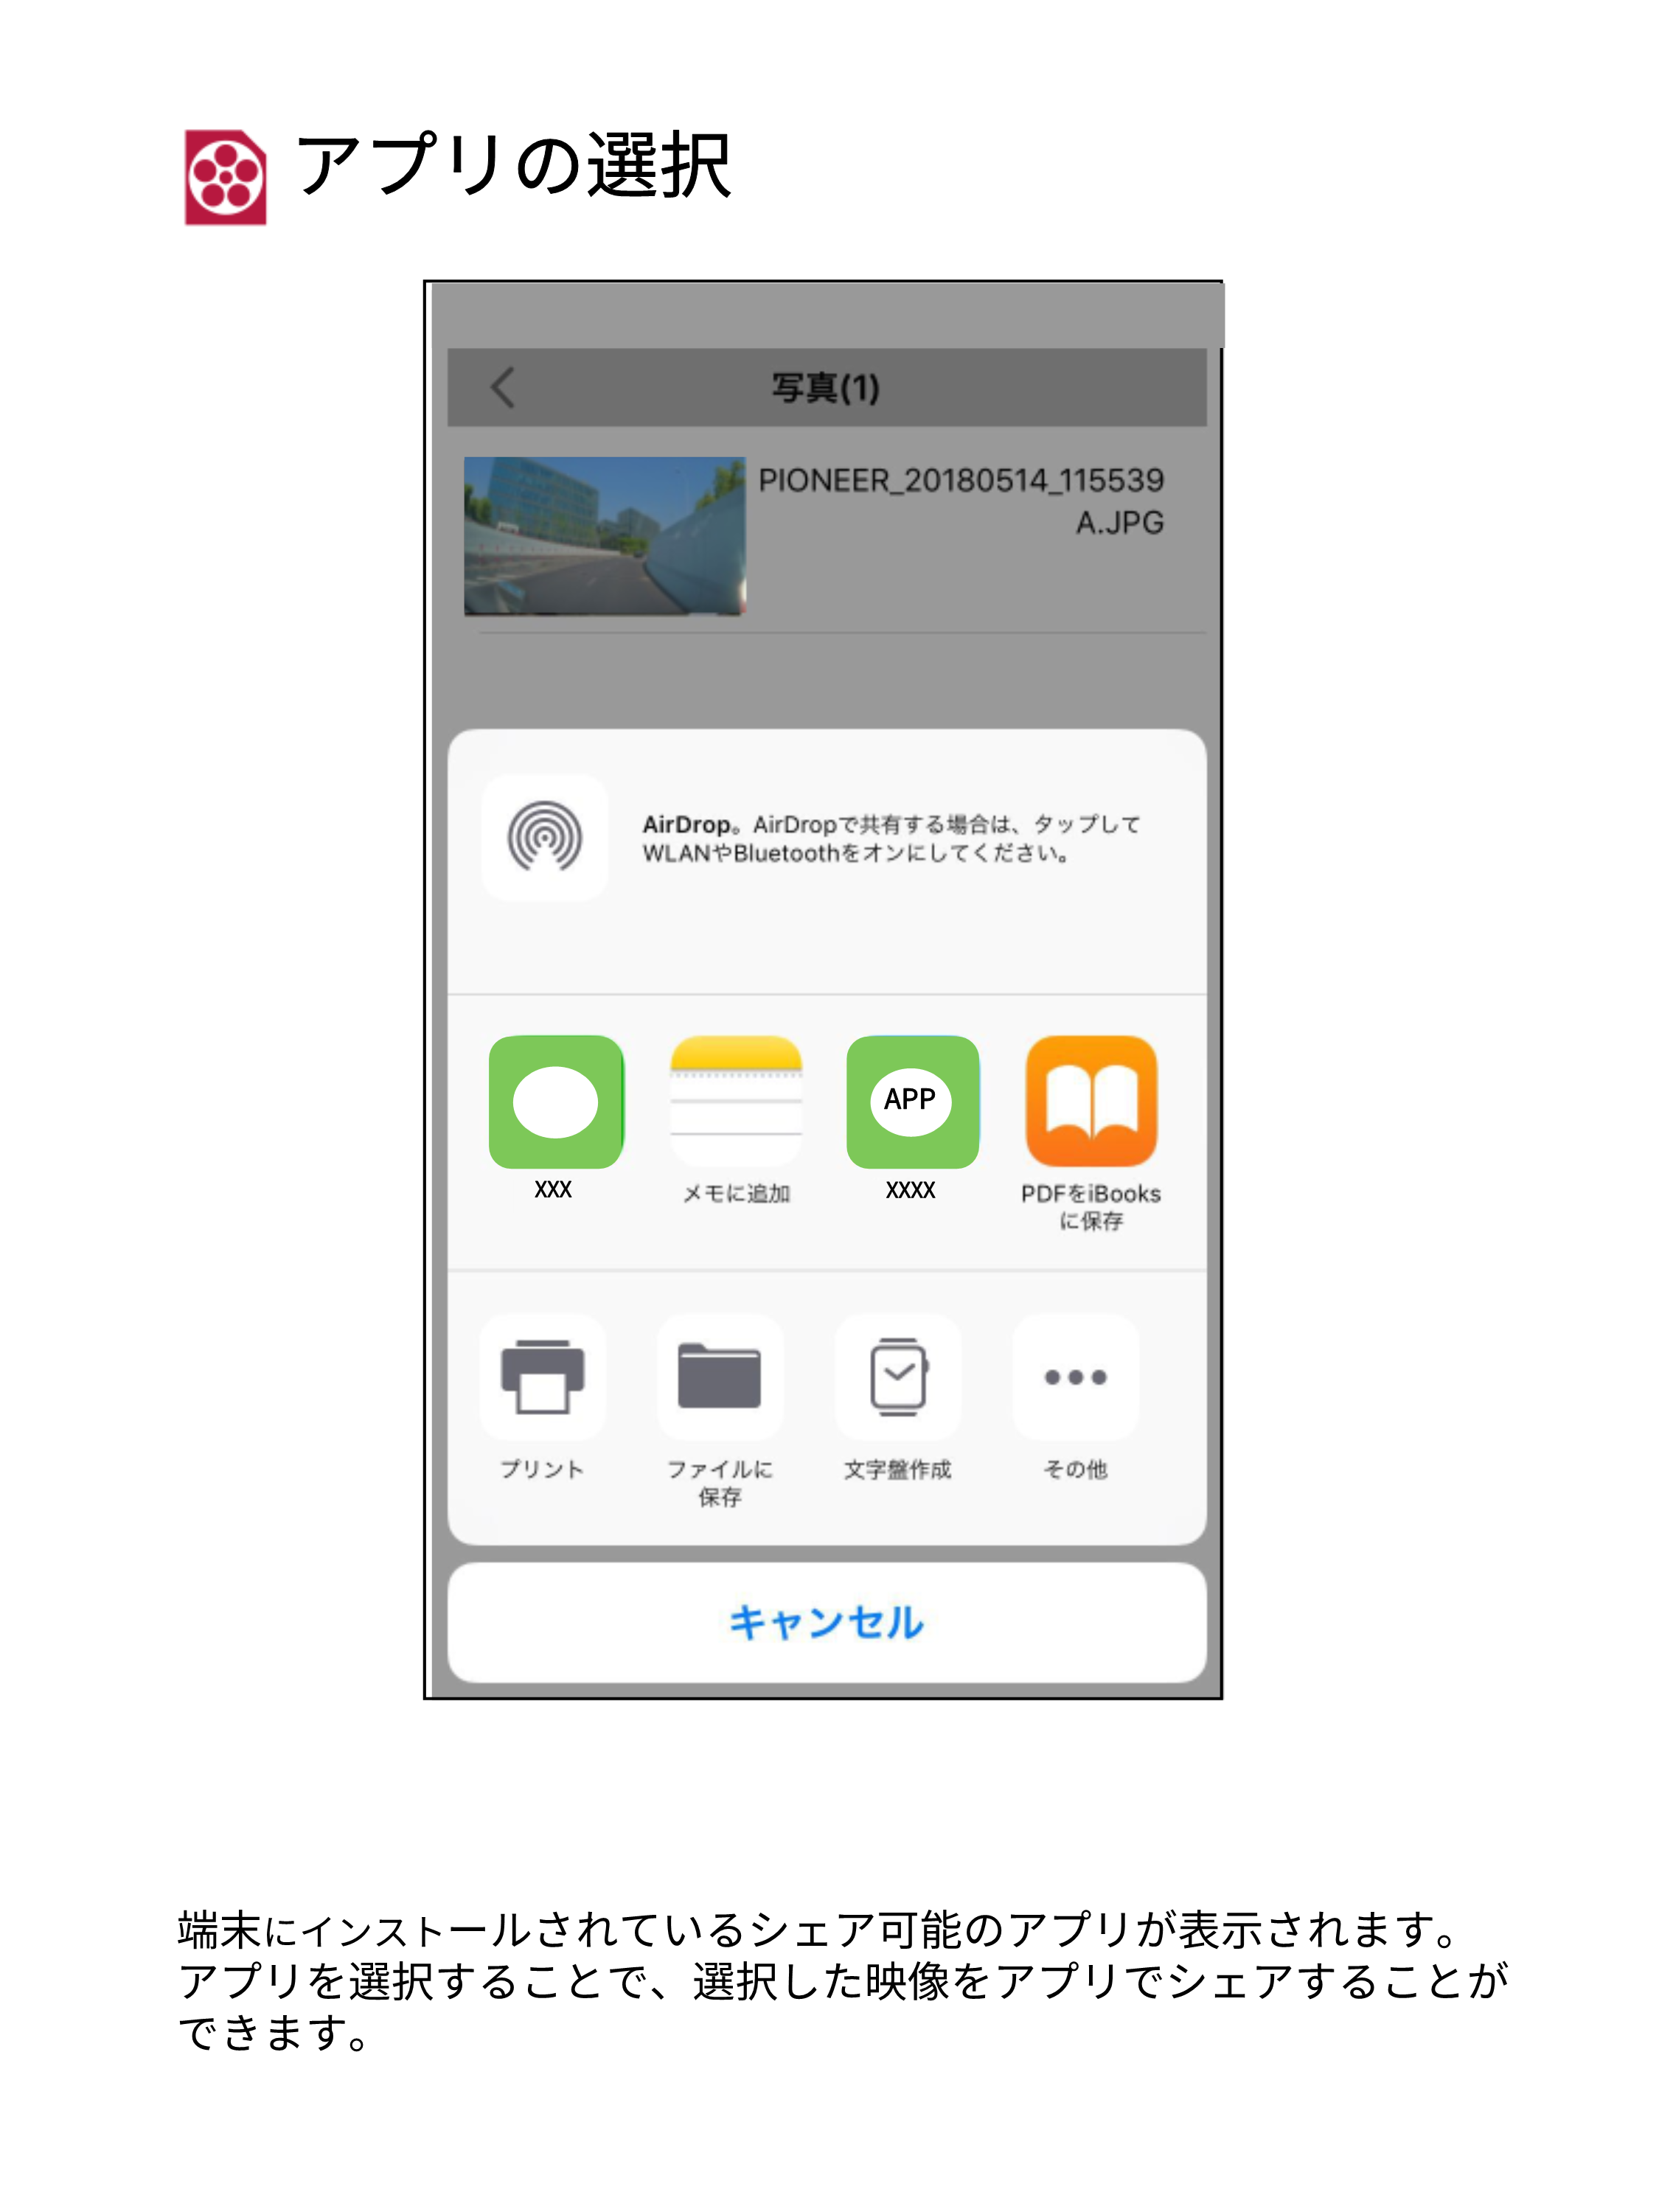 アプリの選択
写真(1)
PIONEER_20180514_115539
A.JPG
AirDrop。AirDropで共有する場合は、タップして
WLANやBluetoothをオンにしてください。
APP
XXX
メモに追加
XXXX
PDFをiBooks
に保存
プリント
ファイルに
保存
文字盤作成
その他
キャンセル
端末にインストールされているシェア可能のアプリが表示されます。
アプリを選択することで、選択した映像をアプリでシェアすることが
できます。